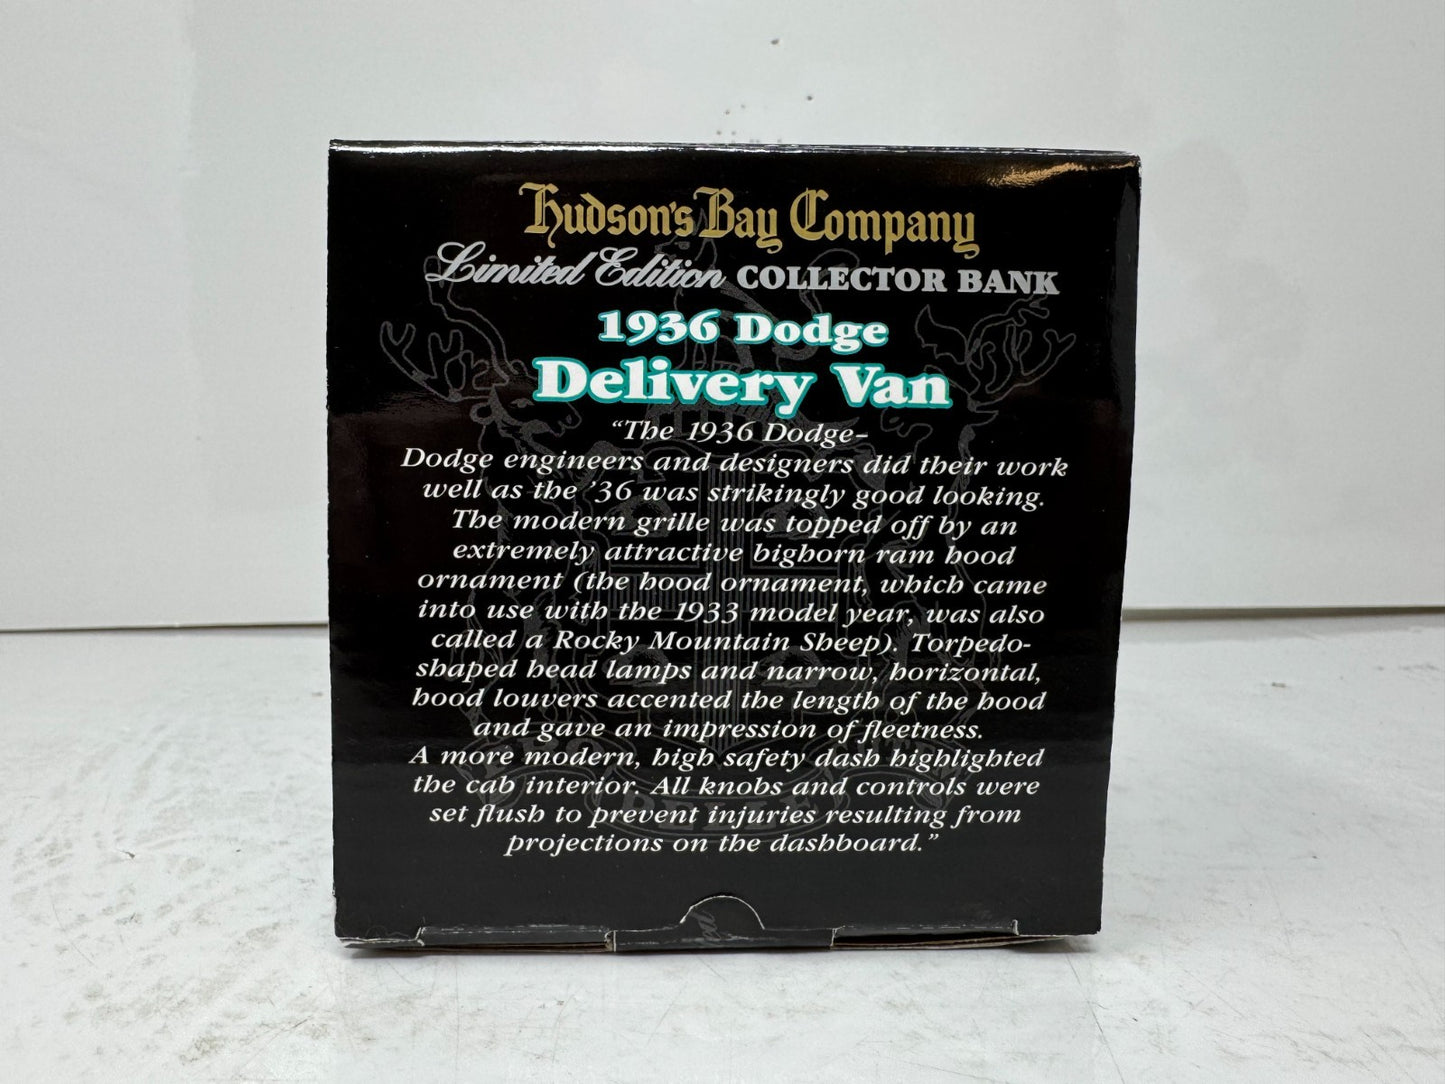 Hudson's Bay Company
Limited Edition COLLECTOR BANK
1936 Dodge
Delivery Van
“The 1936 Dodge–
Dodge engineers and designers did their work
well as the ’36 was strikingly good looking.
The modern grille was topped off by an
extremely attractive bighorn ram hood
ornament (the hood ornament, which came
into use with the 1933 model year, was also
called a Rocky Mountain Sheep). Torpedo-
shaped head lamps and narrow, horizontal,
hood louvers accented the length of the hood
and gave an impression of fleetness.
A more modern, high safety dash highlighted
the cab interior. All knobs and controls were
set flush to prevent injuries resulting from
projections on the dashboard.”